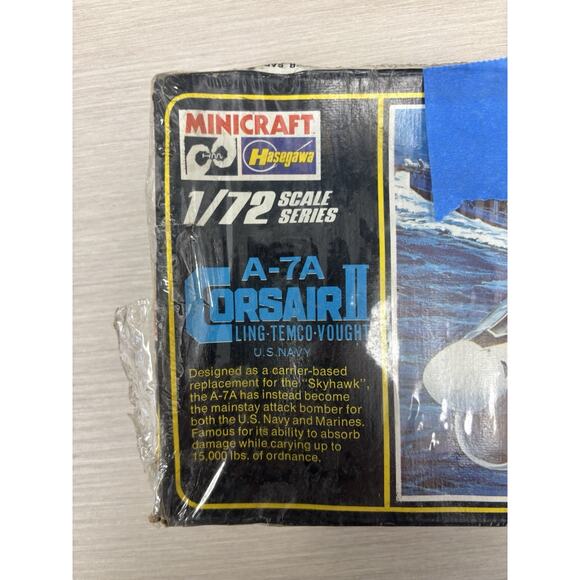 MINICRAFT
Hm
Hasegawa
1/72 SCALE
SERIES
A-7A
CORSAIR II
LING-TEMCO-VOUGHT
U.S. NAVY
Designed as a carrier-based
replacement for the "Skyhawk",
the A-7A has instead become
the mainstay attack bomber for
both the U.S. Navy and Marines.
Famous for its ability to absorb
damage while carrying up to
15,000 lbs. of ordnance.